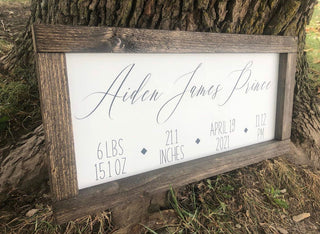 Aiden James Prince
6 LBS
15.1 OZ
21.1
INCHES
APRIL 19
2021
11:12
PM